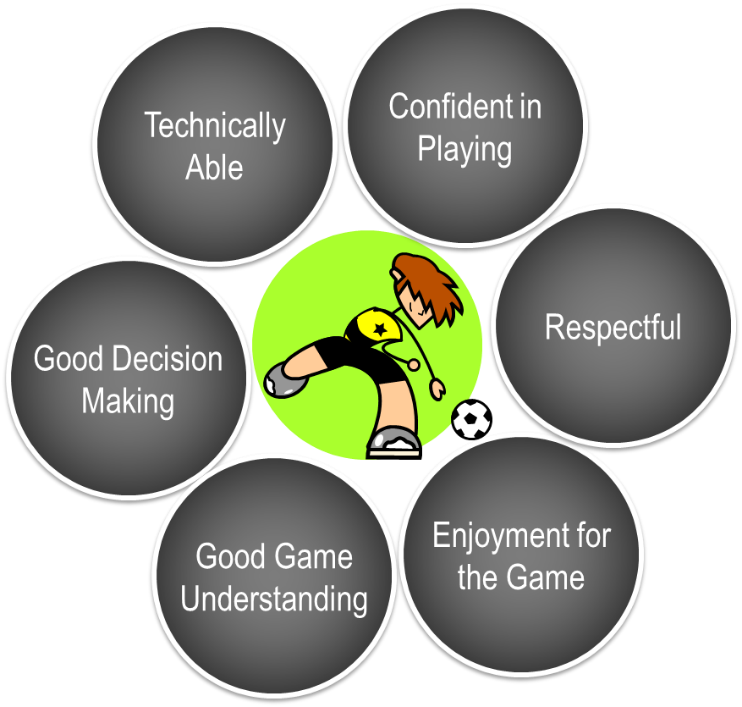 Technically
Able
Confident in
Playing
Respectful
Enjoyment for
the Game
Good Game
Understanding
Good Decision
Making